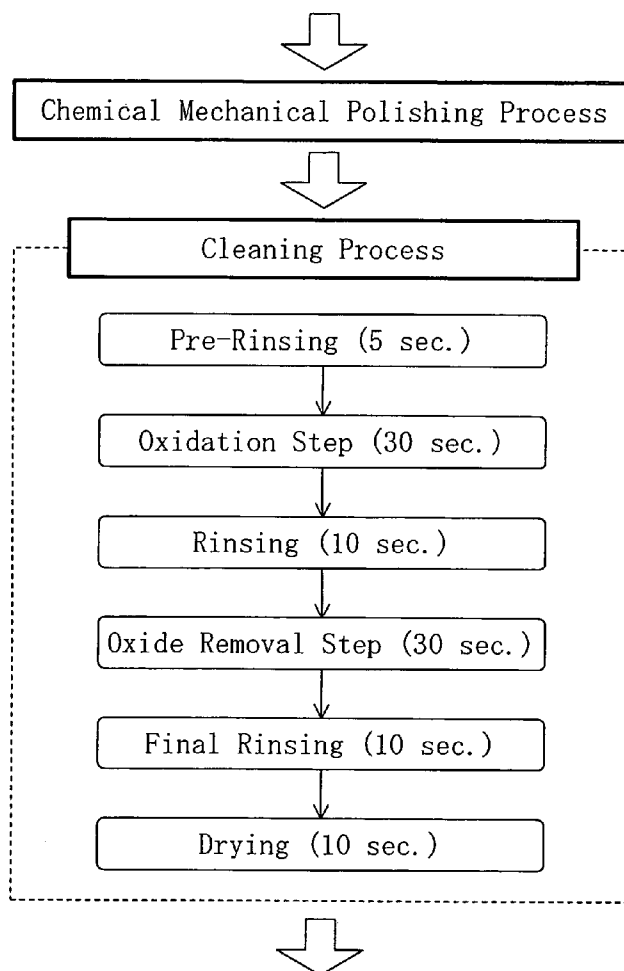 Chemical Mechanical Polishing Process
Cleaning Process
Pre-Rinsing (5 sec.)
Oxidation Step (30 sec.)
Rinsing (10 sec.)
Oxide Removal Step (30 sec.)
Final Rinsing (10 sec.)
Drying (10 sec.)